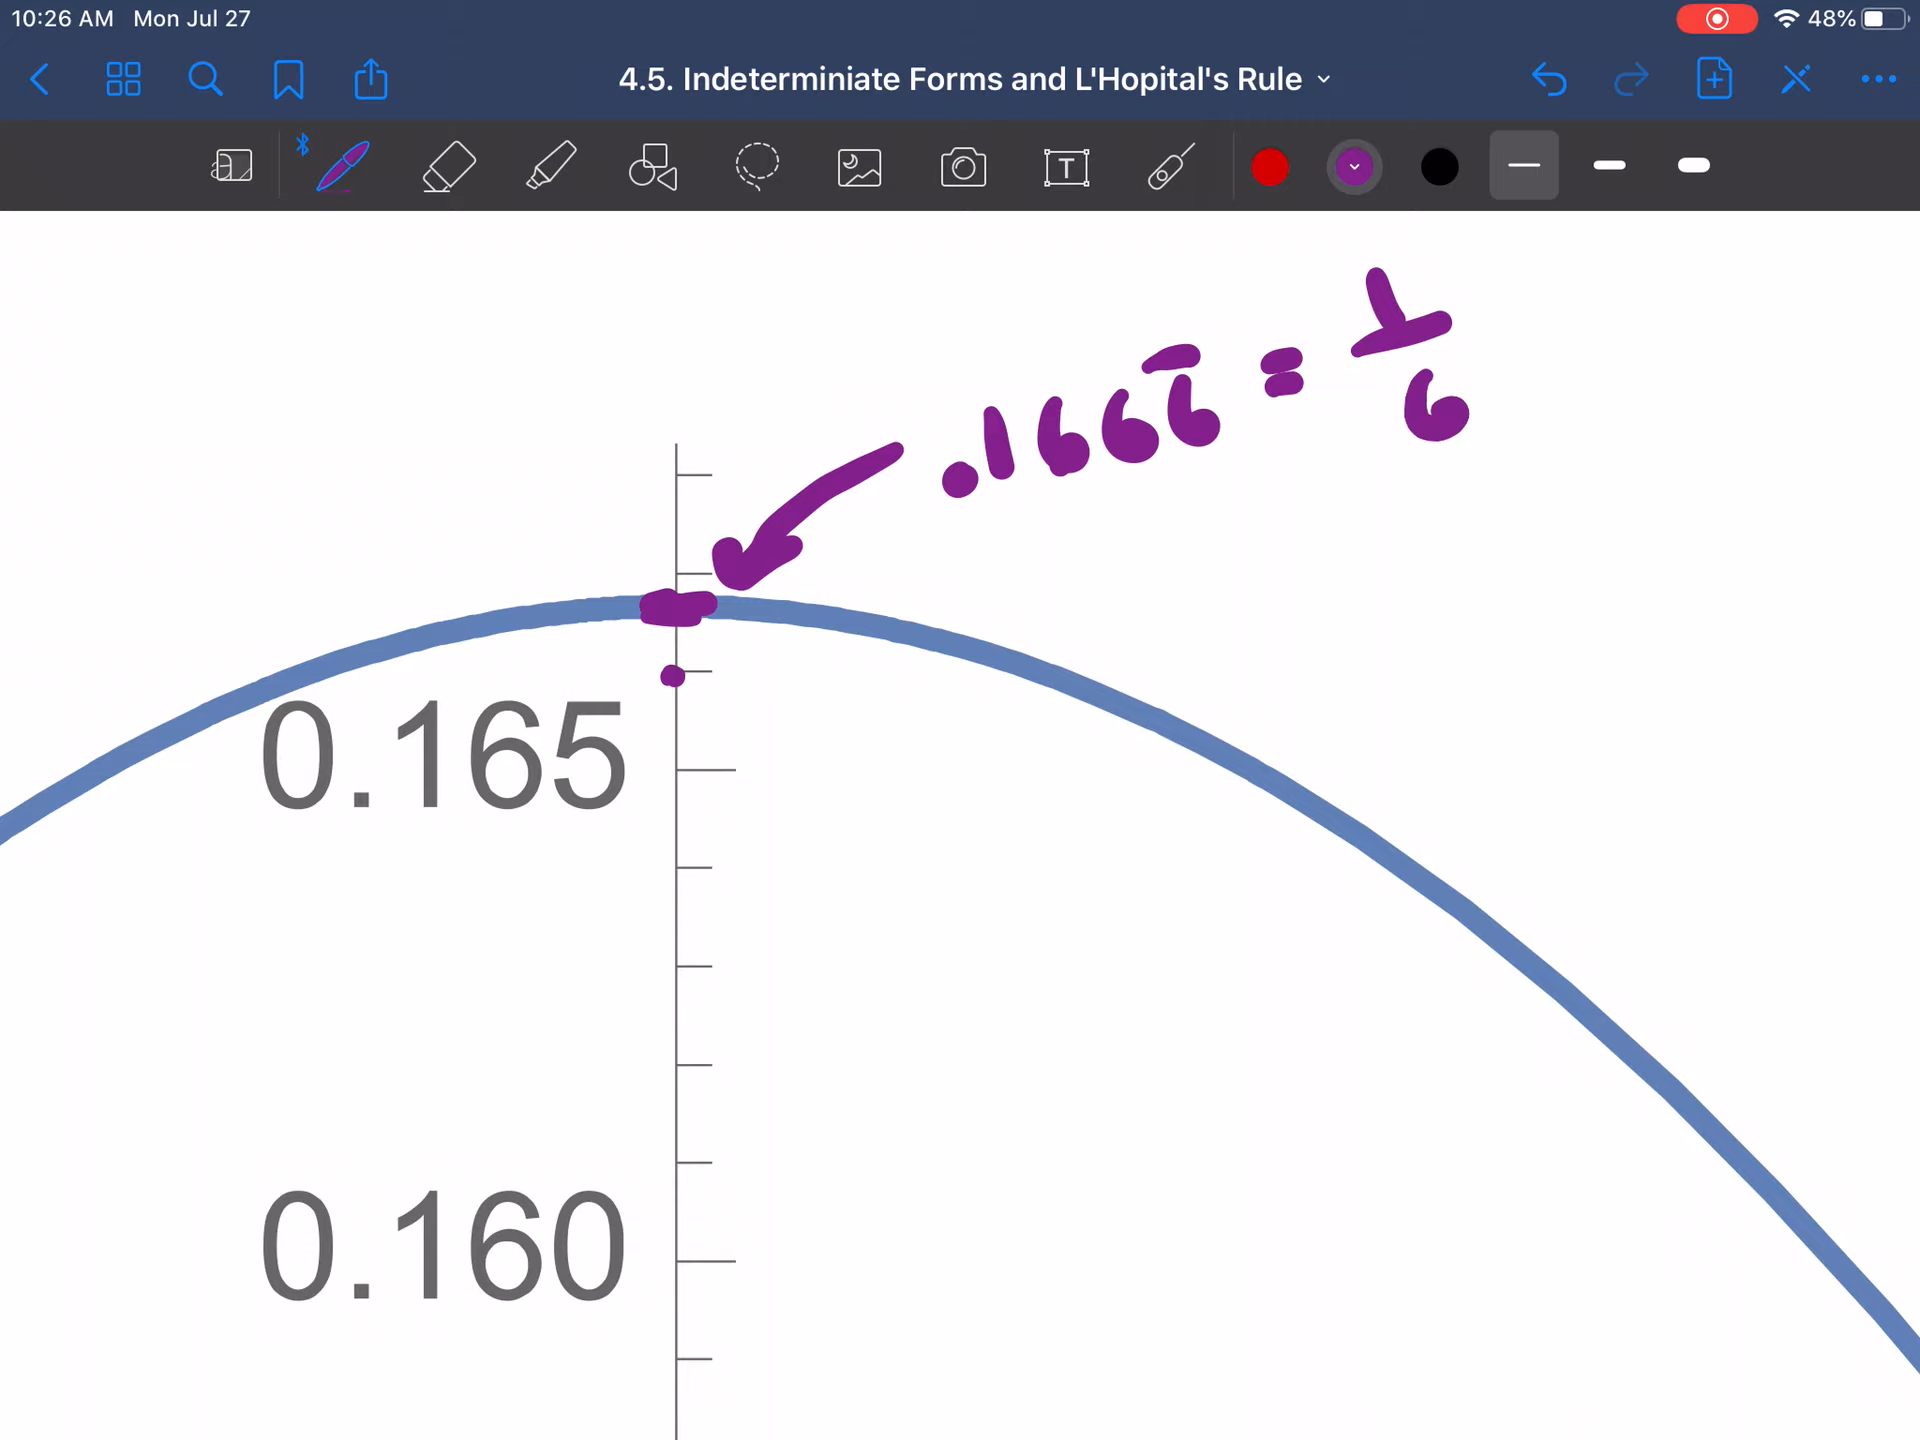 10:26 AM Mon Jul 27
48%
4.5. Indeterminiate Forms and L'Hopital's Rule
T
.1666̅ = 1/6
0.165
0.160